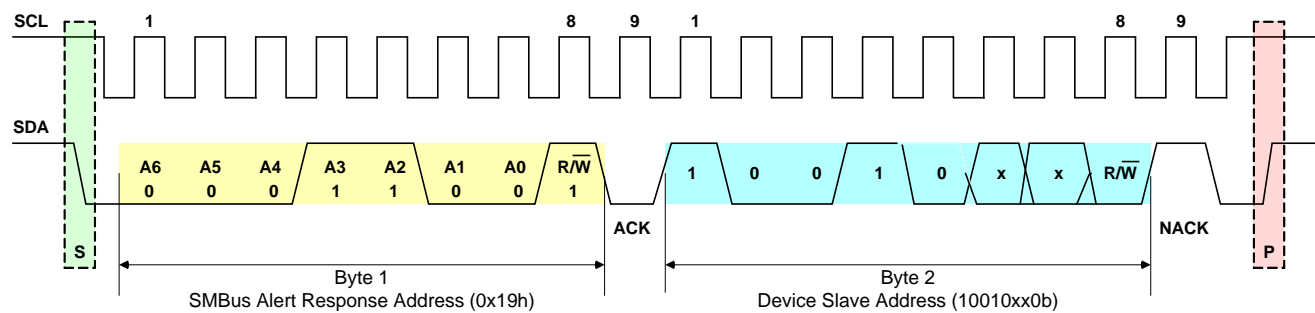 SCL 1 8 9 1 8 9
SDA
A6 A5 A4 A3 A2 A1 A0 R/W̅
0 0 0 1 1 0 0 1
1 0 0 1 0 x x R/W̅
ACK NACK
S P
Byte 1
SMBus Alert Response Address (0x19h)
Byte 2
Device Slave Address (10010xx0b)